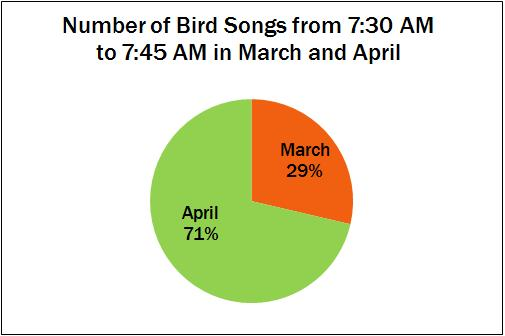 Number of Bird Songs from 7:30 AM
to 7:45 AM in March and April
March
29%
April
71%